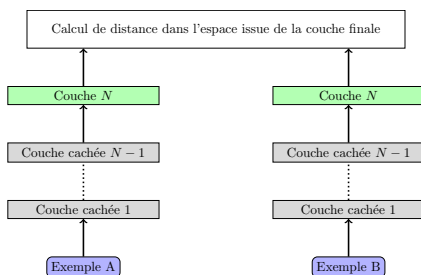 Calcul de distance dans l'espace issue de la couche finale
Couche N
Couche N
Couche cachée N − 1
Couche cachée N − 1
Couche cachée 1
Couche cachée 1
Exemple A
Exemple B